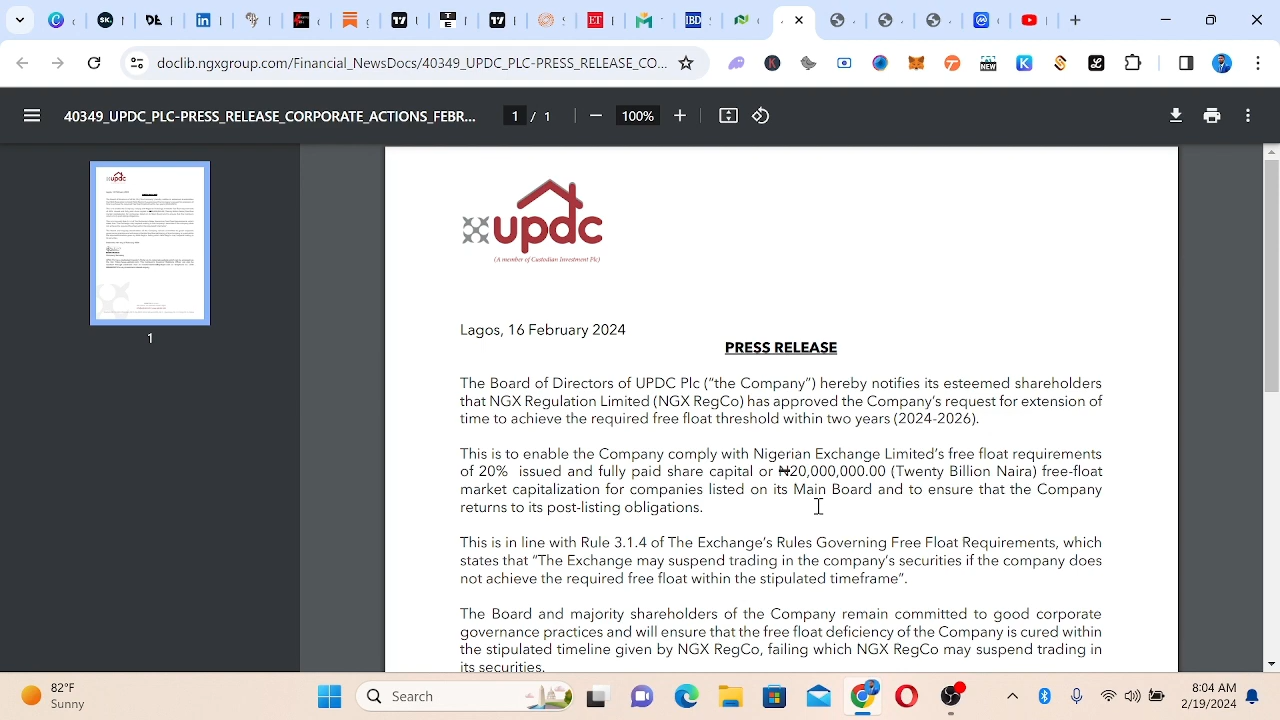 doclib.ngxgroup.com/Financial_NewsDocs/40349_UPDC_PLC-PRESS_RELEASE_CO...
40349_UPDC_PLC-PRESS_RELEASE_CORPORATE_ACTIONS_FEBR...
1 / 1
100%
1
updc
(A member of Custodian Investment Plc)
Lagos, 16 February 2024
PRESS RELEASE
The Board of Directors of UPDC Plc (“the Company”) hereby notifies its esteemed shareholders
that NGX Regulation Limited (NGX RegCo) has approved the Company’s request for extension of
time to achieve the required free float threshold within two years (2024-2026).
This is to enable the Company comply with Nigerian Exchange Limited’s free float requirements
of 20% issued and fully paid share capital or ₦20,000,000.00 (Twenty Billion Naira) free-float
market capitalization for companies listed on its Main Board and to ensure that the Company
returns to its post-listing obligations.
This is in line with Rule 3.1.4 of The Exchange’s Rules Governing Free Float Requirements, which
states that “The Exchange may suspend trading in the company’s securities if the company does
not achieve the required free float within the stipulated timeframe”.
The Board and majority shareholders of the Company remain committed to good corporate
governance practices and will ensure that the free float deficiency of the Company is cured within
the stipulated timeline given by NGX RegCo, failing which NGX RegCo may suspend trading in
its securities.
82°F
Sunny
Search
8:04 AM
2/19/2024